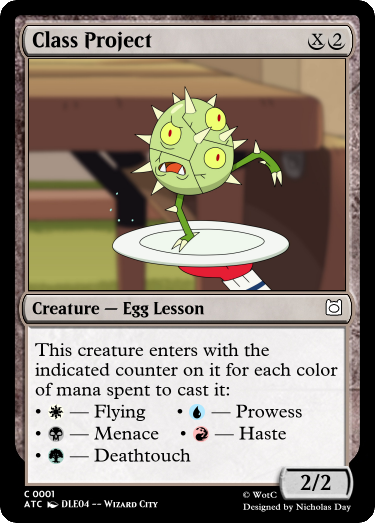 Class Project X 2
Creature — Egg Lesson
This creature enters with the
indicated counter on it for each color
of mana spent to cast it:
• — Flying • — Prowess
• — Menace • — Haste
• — Deathtouch
2/2
C 0001 © WotC
ATC DLE04 -- Wizard City Designed by Nicholas Day